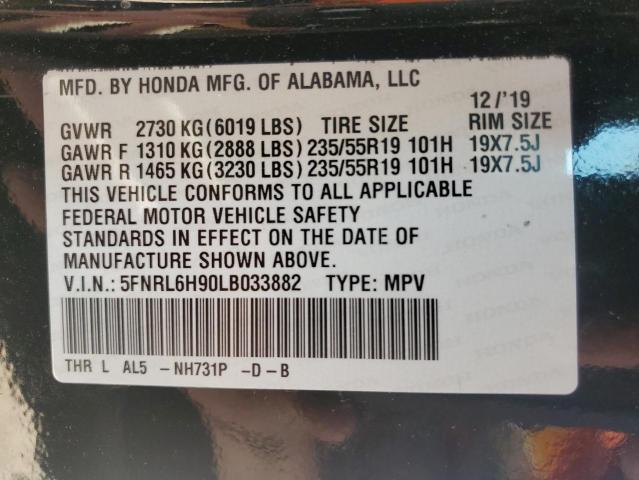 MFD. BY HONDA MFG. OF ALABAMA, LLC
12/'19
GVWR 2730 KG(6019 LBS) TIRE SIZE RIM SIZE
GAWR F 1310 KG(2888 LBS) 235/55R19 101H 19X7.5J
GAWR R 1465 KG(3230 LBS) 235/55R19 101H 19X7.5J
THIS VEHICLE CONFORMS TO ALL APPLICABLE
FEDERAL MOTOR VEHICLE SAFETY
STANDARDS IN EFFECT ON THE DATE OF
MANUFACTURE SHOWN ABOVE.
V.I.N.: 5FNRL6H90LB033882 TYPE: MPV
THR L AL5 -NH731P -D-B